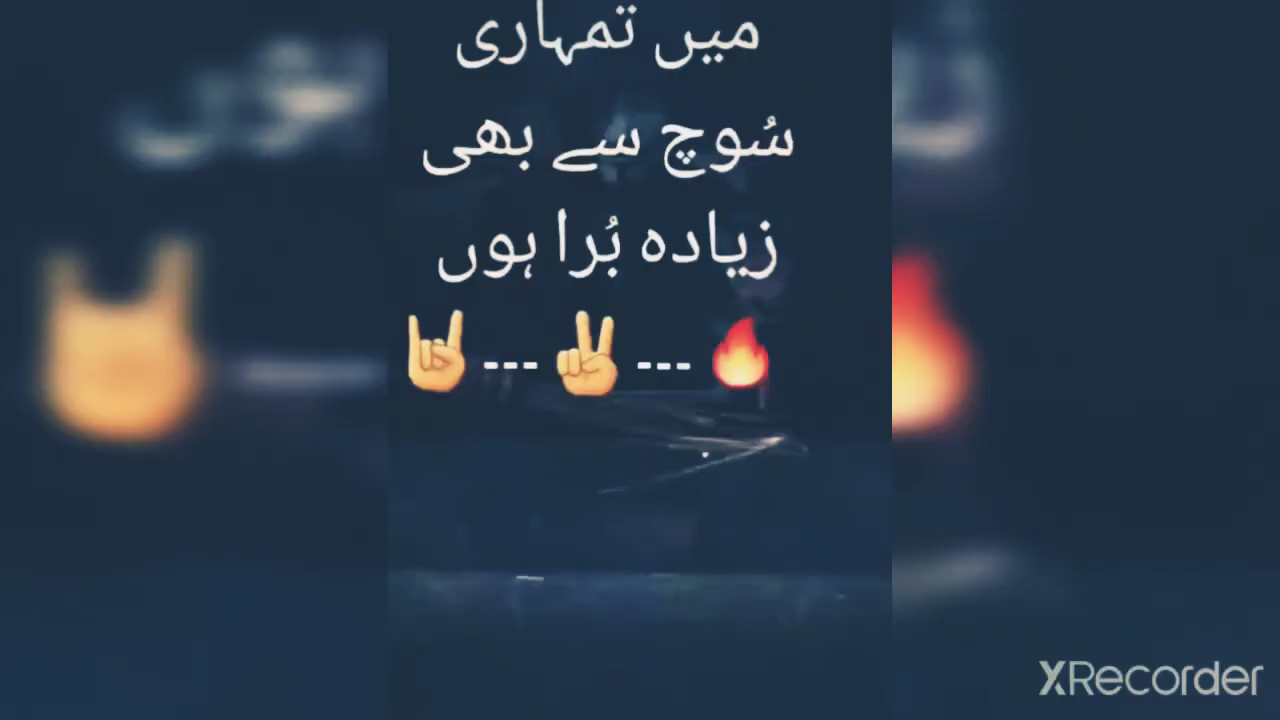 میں تمہاری
سُوچ سے بھی
زیادہ بُرا ہوں
🤘 --- ✌️ --- 🔥
XRecorder